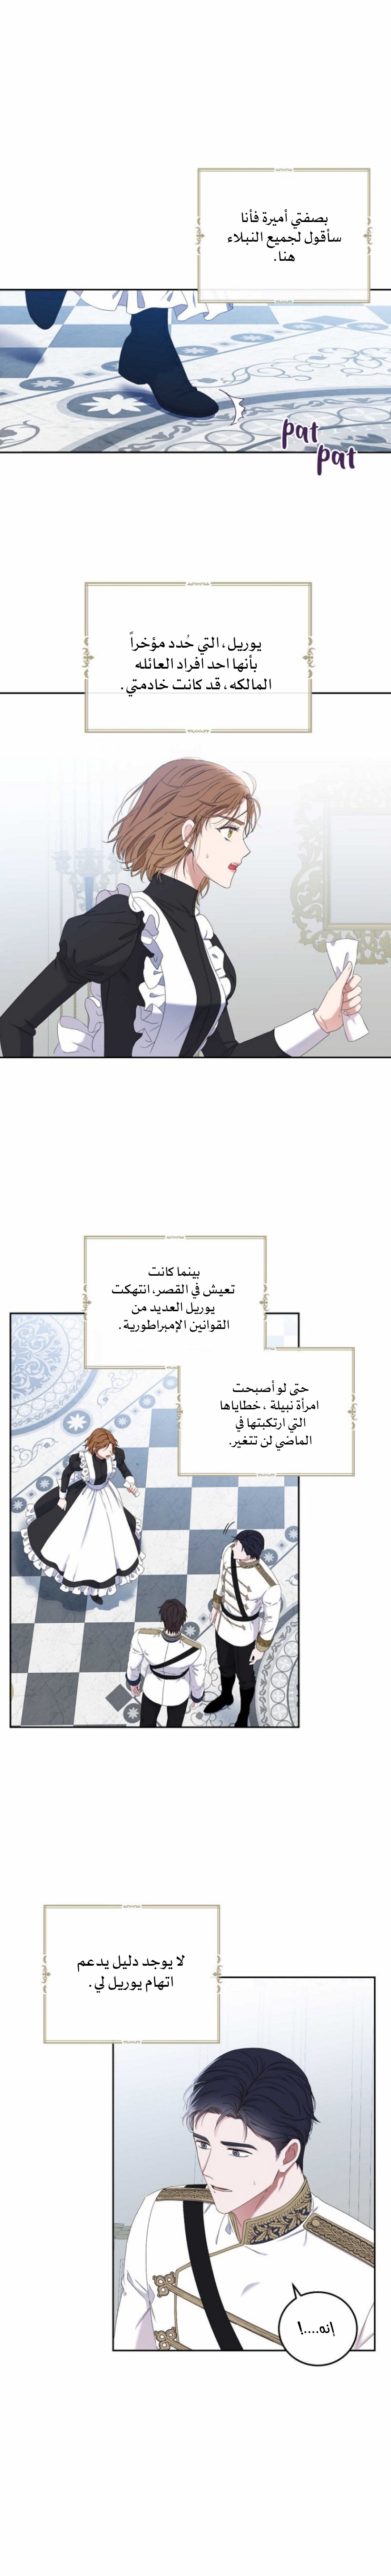 بصفتي أميرة فأنا
سأقول لجميع النبلاء
هنا.
pat
pat
يوريل، التي حُدد مؤخراً
بأنها احد افراد العائله
المالكه، قد كانت خادمتي.
بينما كانت
تعيش في القصر، انتهكت
يوريل العديد من
القوانين الإمبراطورية.
حتى لو أصبحت
امرأة نبيلة ، خطاياها
التي ارتكبتها في
الماضي لن تتغير.
لا يوجد دليل يدعم
اتهام يوريل لي.
إنه....!